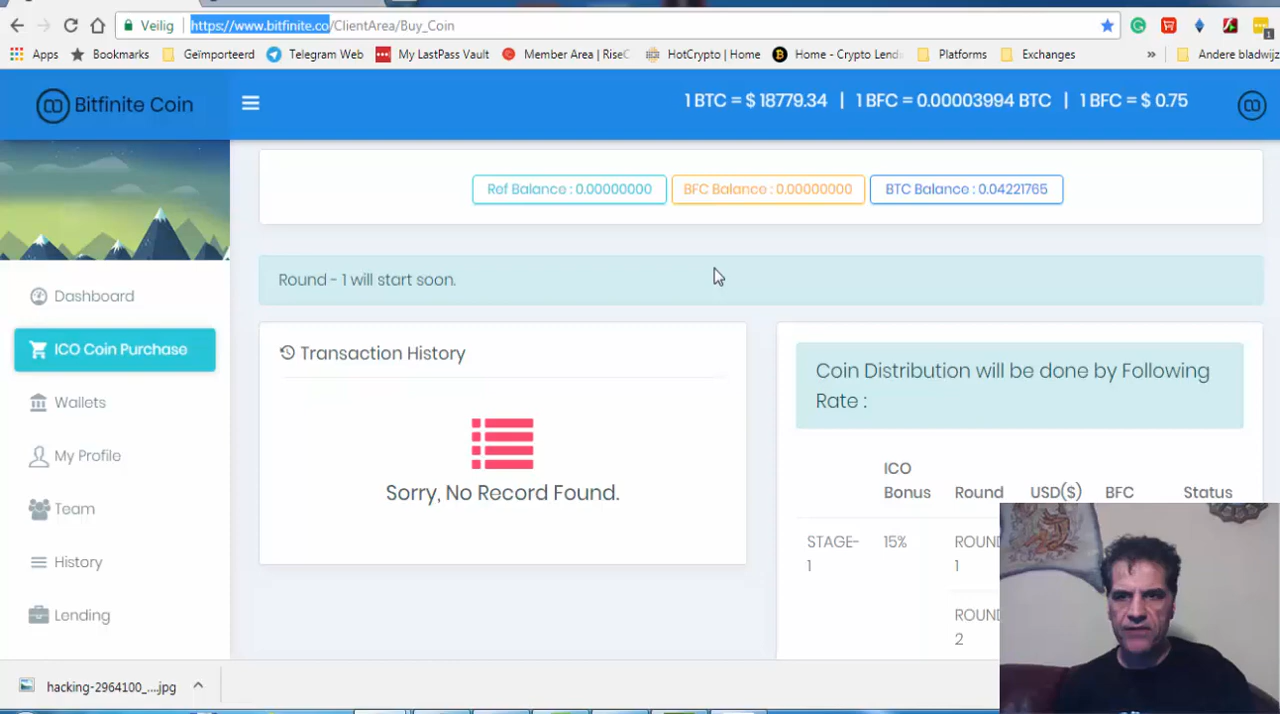 Veilig
https://www.bitfinite.co/ClientArea/Buy_Coin
Apps
Bookmarks
Geïmporteerd
Telegram Web
My LastPass Vault
Member Area | RiseC
HotCrypto | Home
Home - Crypto Lend
Platforms
Exchanges
»
Andere bladwijz
1
Bitfinite Coin
1 BTC = $ 18779.34 | 1 BFC = 0.00003994 BTC | 1 BFC = $ 0.75
Ref Balance : 0.00000000
BFC Balance : 0.00000000
BTC Balance : 0.04221765
Round - 1 will start soon.
Dashboard
ICO Coin Purchase
Wallets
My Profile
Team
History
Lending
Transaction History
Sorry, No Record Found.
Coin Distribution will be done by Following
Rate :
ICO
Bonus Round USD($) BFC Status
STAGE- 15% ROUND
1 1
ROUND
2
hacking-2964100_....jpg